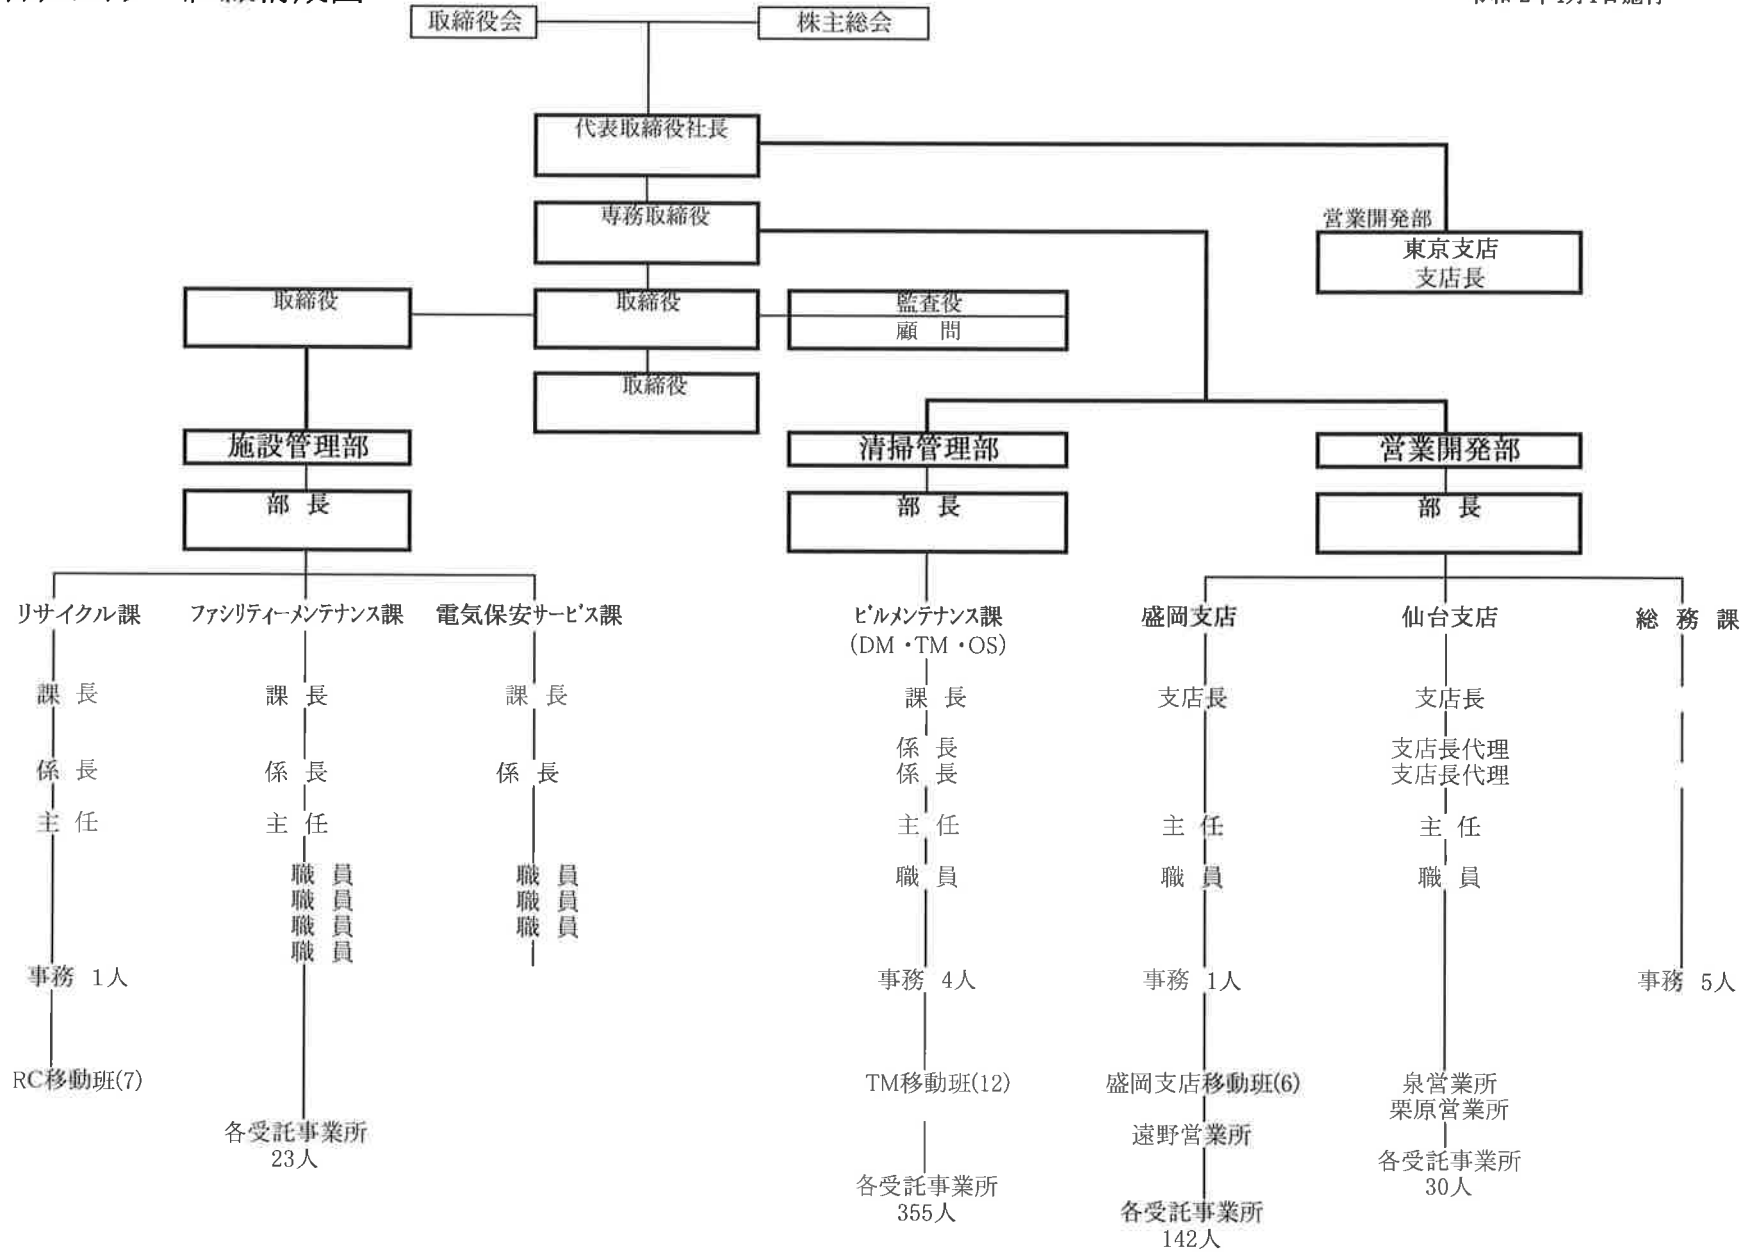 組織構成図
取締役会
株主総会
代表取締役社長
専務取締役
営業開発部
東京支店
支店長
取締役
取締役
監査役
顧 問
取締役
施設管理部
部 長
清掃管理部
部 長
営業開発部
部 長
リサイクル課
課 長
係 長
主 任
事務 1人
RC移動班(7)
ファシリティーメンテナンス課
課 長
係 長
主 任
職 員
職 員
職 員
職 員
各受託事業所
23人
電気保安サービス課
課 長
係 長
職 員
職 員
職 員
ビルメンテナンス課
(DM・TM・OS)
課 長
係 長
係 長
主 任
職 員
事務 4人
TM移動班(12)
各受託事業所
355人
盛岡支店
支店長
主 任
職 員
事務 1人
盛岡支店移動班(6)
遠野営業所
各受託事業所
142人
仙台支店
支店長
支店長代理
支店長代理
主 任
職 員
泉営業所
栗原営業所
各受託事業所
30人
総 務 課
事務 5人